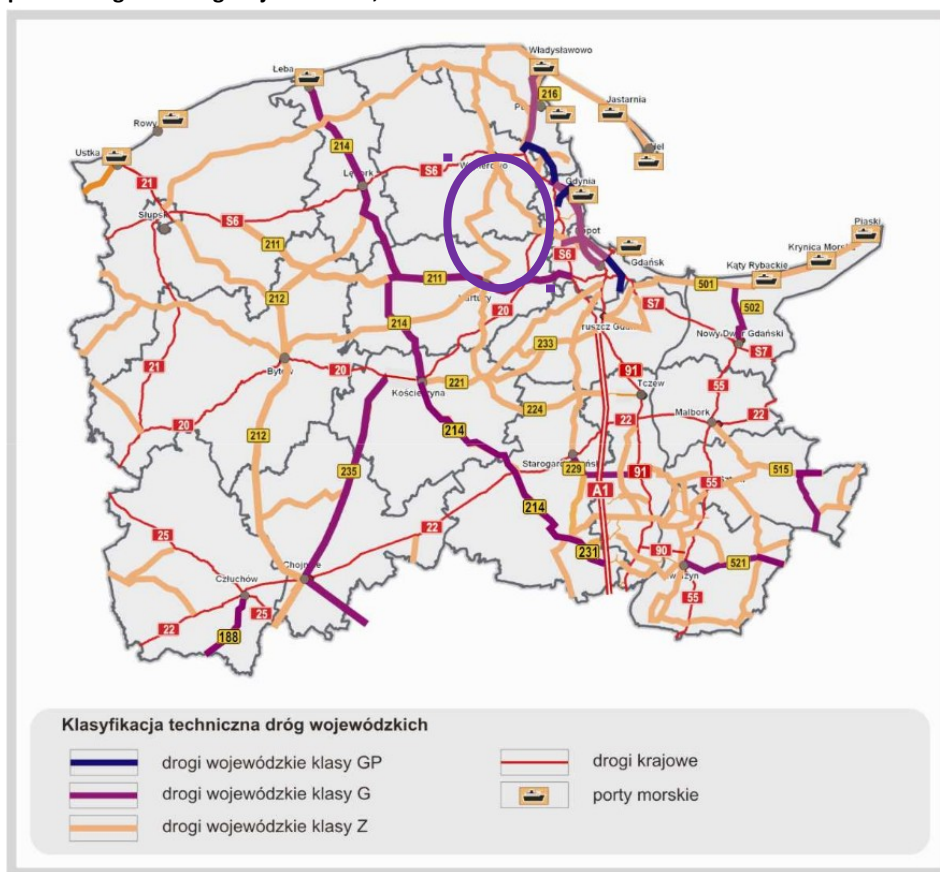 Władysławowo
Łeba
216
Jastarnia
Rowy
214
Ustka
S6
21
Gdynia
Słupsk
S6
Piaski
Krynica Morska
211
S6
Gdańsk
Kąty Rybackie
211
501
212
502
20
S7
214
233
Nowy Dwór Gdański
S7
21
Bytów
20
91
55
Kościerzyna
221
Tczew
224
22
Malbork
22
20
212
214
235
229
91
55
515
A1
214
25
22
231
90
521
Człuchów
55
25
22
188
Klasyfikacja techniczna dróg wojewódzkich
drogi wojewódzkie klasy GP
drogi krajowe
drogi wojewódzkie klasy G
porty morskie
drogi wojewódzkie klasy Z